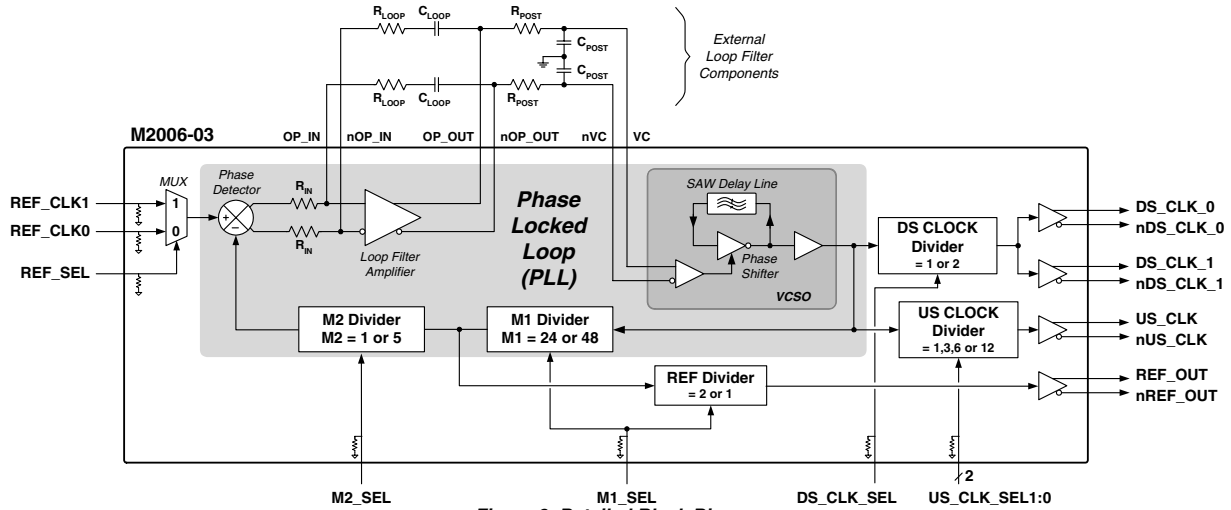 R_LOOP C_LOOP R_POST
C_POST
C_POST
R_LOOP C_LOOP R_POST
External
Loop Filter
Components
M2006-03
OP_IN nOP_IN OP_OUT nOP_OUT nVC VC
MUX
Phase
Detector
R_IN
R_IN
+
–
1
0
REF_CLK1
REF_CLK0
REF_SEL
Loop Filter
Amplifier
Phase
Locked
Loop
(PLL)
SAW Delay Line
Phase
Shifter
VCSO
DS CLOCK
Divider
= 1 or 2
DS_CLK_0
nDS_CLK_0
DS_CLK_1
nDS_CLK_1
M2 Divider
M2 = 1 or 5
M1 Divider
M1 = 24 or 48
US CLOCK
Divider
= 1,3,6 or 12
US_CLK
nUS_CLK
REF Divider
= 2 or 1
REF_OUT
nREF_OUT
2
M2_SEL M1_SEL DS_CLK_SEL US_CLK_SEL1:0